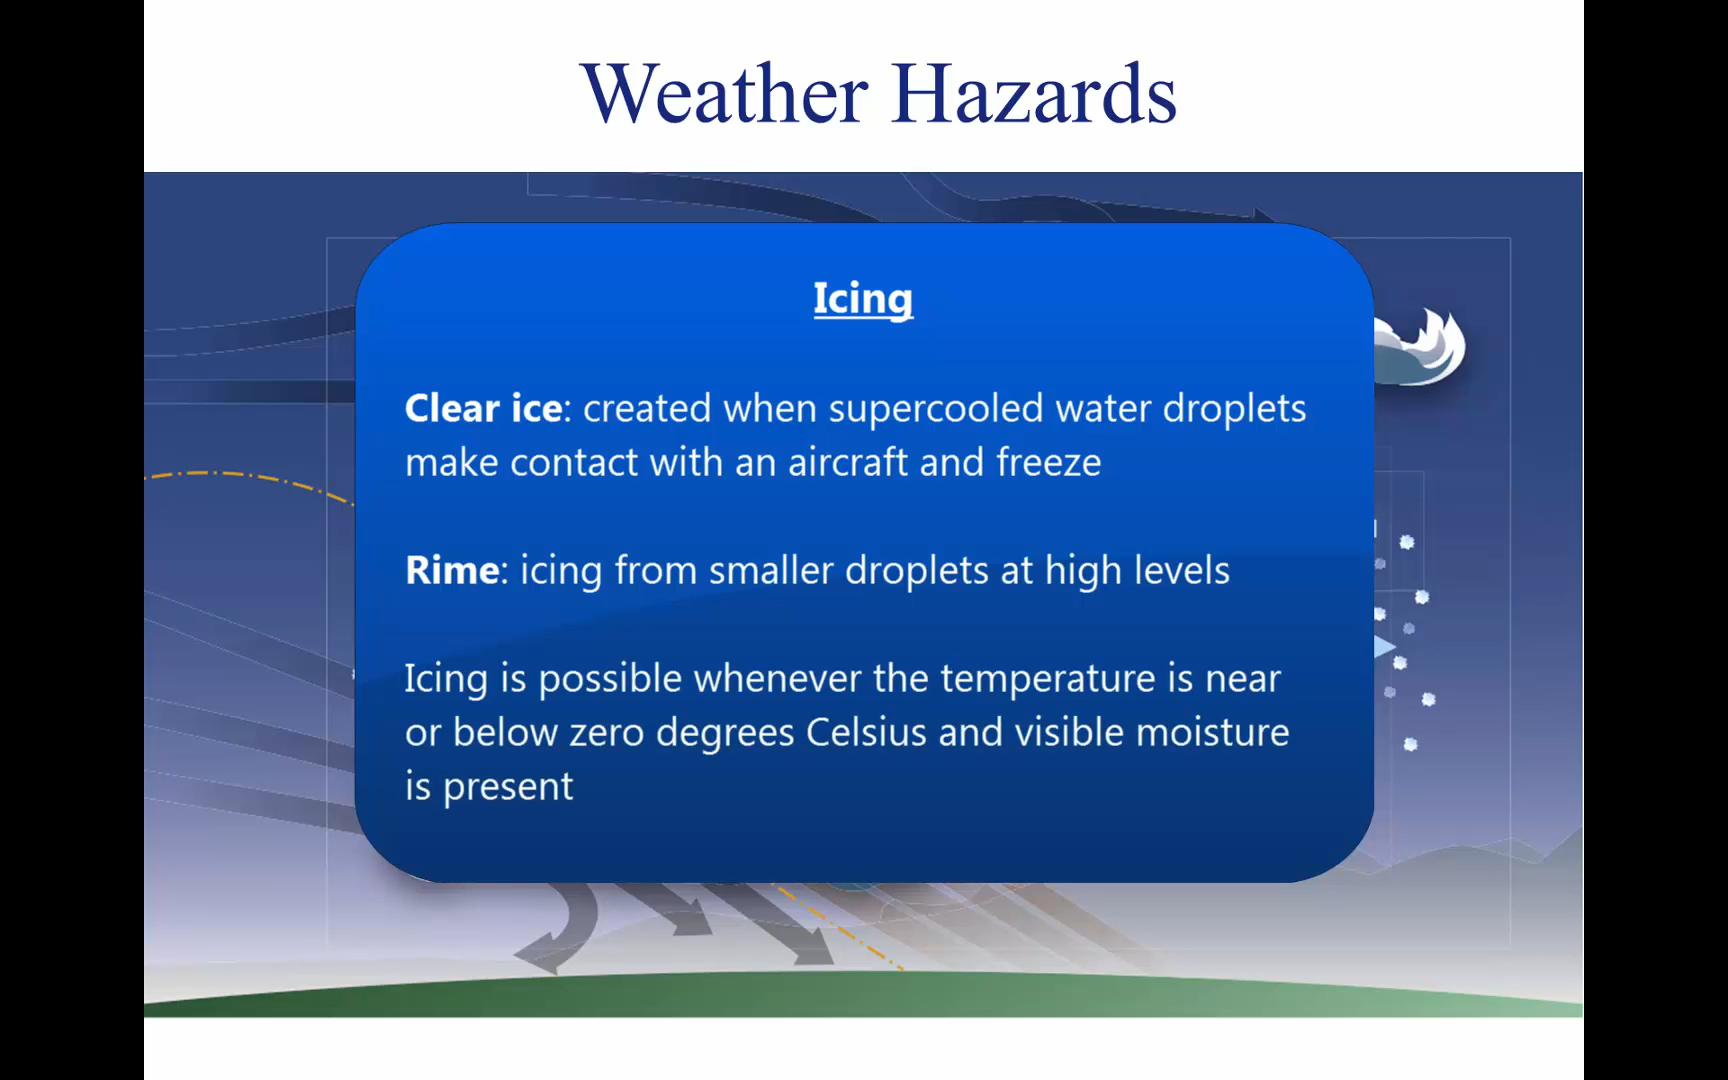 Weather Hazards
Icing
Clear ice: created when supercooled water droplets
make contact with an aircraft and freeze
Rime: icing from smaller droplets at high levels
Icing is possible whenever the temperature is near
or below zero degrees Celsius and visible moisture
is present